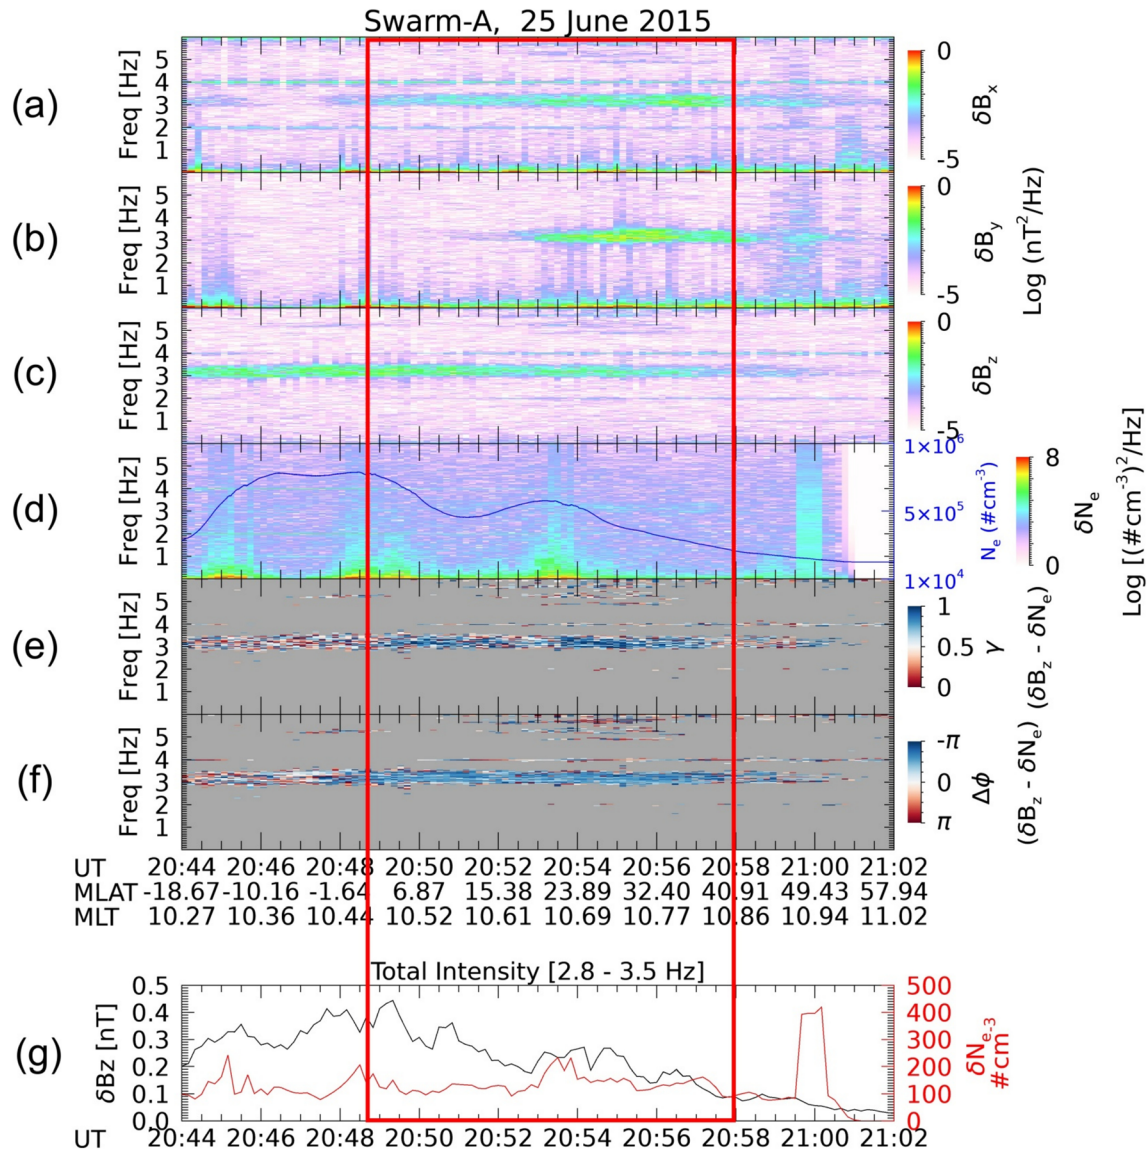 Swarm-A, 25 June 2015
(a)
Freq [Hz]
5
4
3
2
1
0
-5
δBx
(b)
Freq [Hz]
5
4
3
2
1
0
-5
δBy
Log (nT²/Hz)
(c)
Freq [Hz]
5
4
3
2
1
0
-5
δBz
(d)
Freq [Hz]
5
4
3
2
1
1×10⁶
5×10⁵
1×10⁴
Ne (#cm⁻³)
8
0
δNe
Log [(#cm⁻³)²/Hz]
(e)
Freq [Hz]
5
4
3
2
1
1
0.5
0
γ
(δBz - δNe)
(f)
Freq [Hz]
5
4
3
2
1
-π
0
π
Δϕ
(δBz - δNe)
UT 20:44 20:46 20:48 20:50 20:52 20:54 20:56 20:58 21:00 21:02
MLAT -18.67 -10.16 -1.64 6.87 15.38 23.89 32.40 40.91 49.43 57.94
MLT 10.27 10.36 10.44 10.52 10.61 10.69 10.77 10.86 10.94 11.02
Total Intensity [2.8 - 3.5 Hz]
(g)
δBz [nT]
0.5
0.4
0.3
0.2
0.1
0.0
500
400
300
200
100
0
δNe-3
#cm
UT 20:44 20:46 20:48 20:50 20:52 20:54 20:56 20:58 21:00 21:02